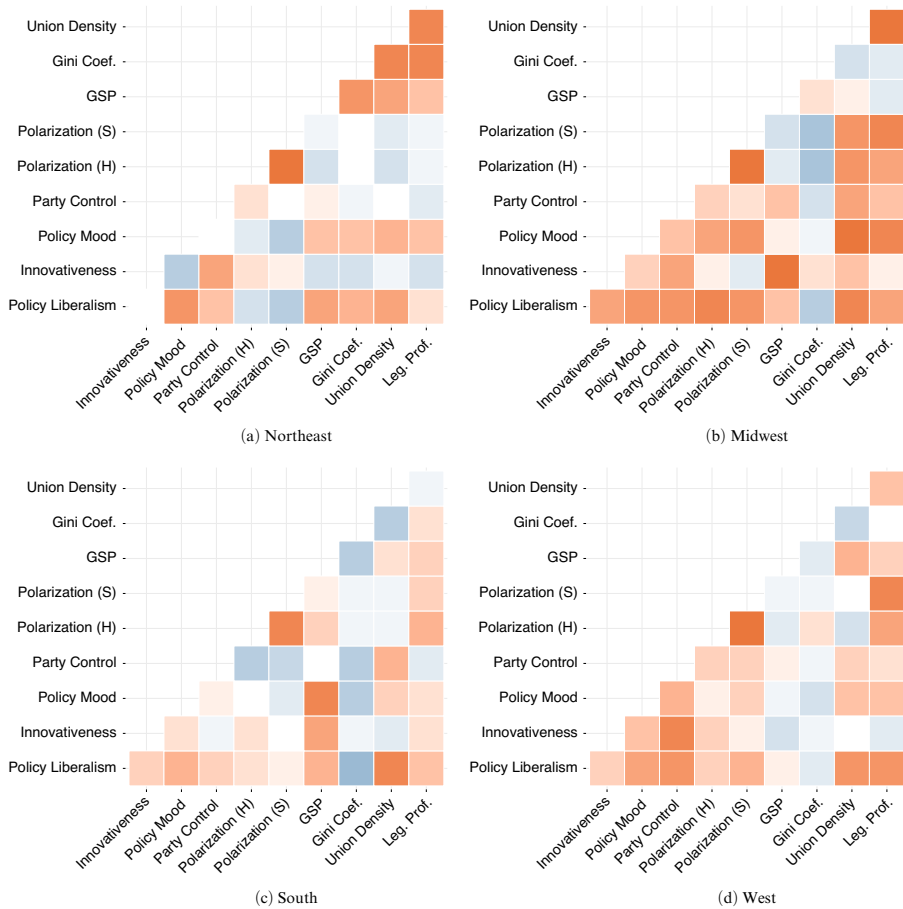 Union Density
Gini Coef.
GSP
Polarization (S)
Polarization (H)
Party Control
Policy Mood
Innovativeness
Policy Liberalism
Innovativeness
Policy Mood
Party Control
Polarization (H)
Polarization (S)
GSP
Gini Coef.
Union Density
Leg. Prof.
(a) Northeast
Union Density
Gini Coef.
GSP
Polarization (S)
Polarization (H)
Party Control
Policy Mood
Innovativeness
Policy Liberalism
Innovativeness
Policy Mood
Party Control
Polarization (H)
Polarization (S)
GSP
Gini Coef.
Union Density
Leg. Prof.
(b) Midwest
Union Density
Gini Coef.
GSP
Polarization (S)
Polarization (H)
Party Control
Policy Mood
Innovativeness
Policy Liberalism
Innovativeness
Policy Mood
Party Control
Polarization (H)
Polarization (S)
GSP
Gini Coef.
Union Density
Leg. Prof.
(c) South
Union Density
Gini Coef.
GSP
Polarization (S)
Polarization (H)
Party Control
Policy Mood
Innovativeness
Policy Liberalism
Innovativeness
Policy Mood
Party Control
Polarization (H)
Polarization (S)
GSP
Gini Coef.
Union Density
Leg. Prof.
(d) West